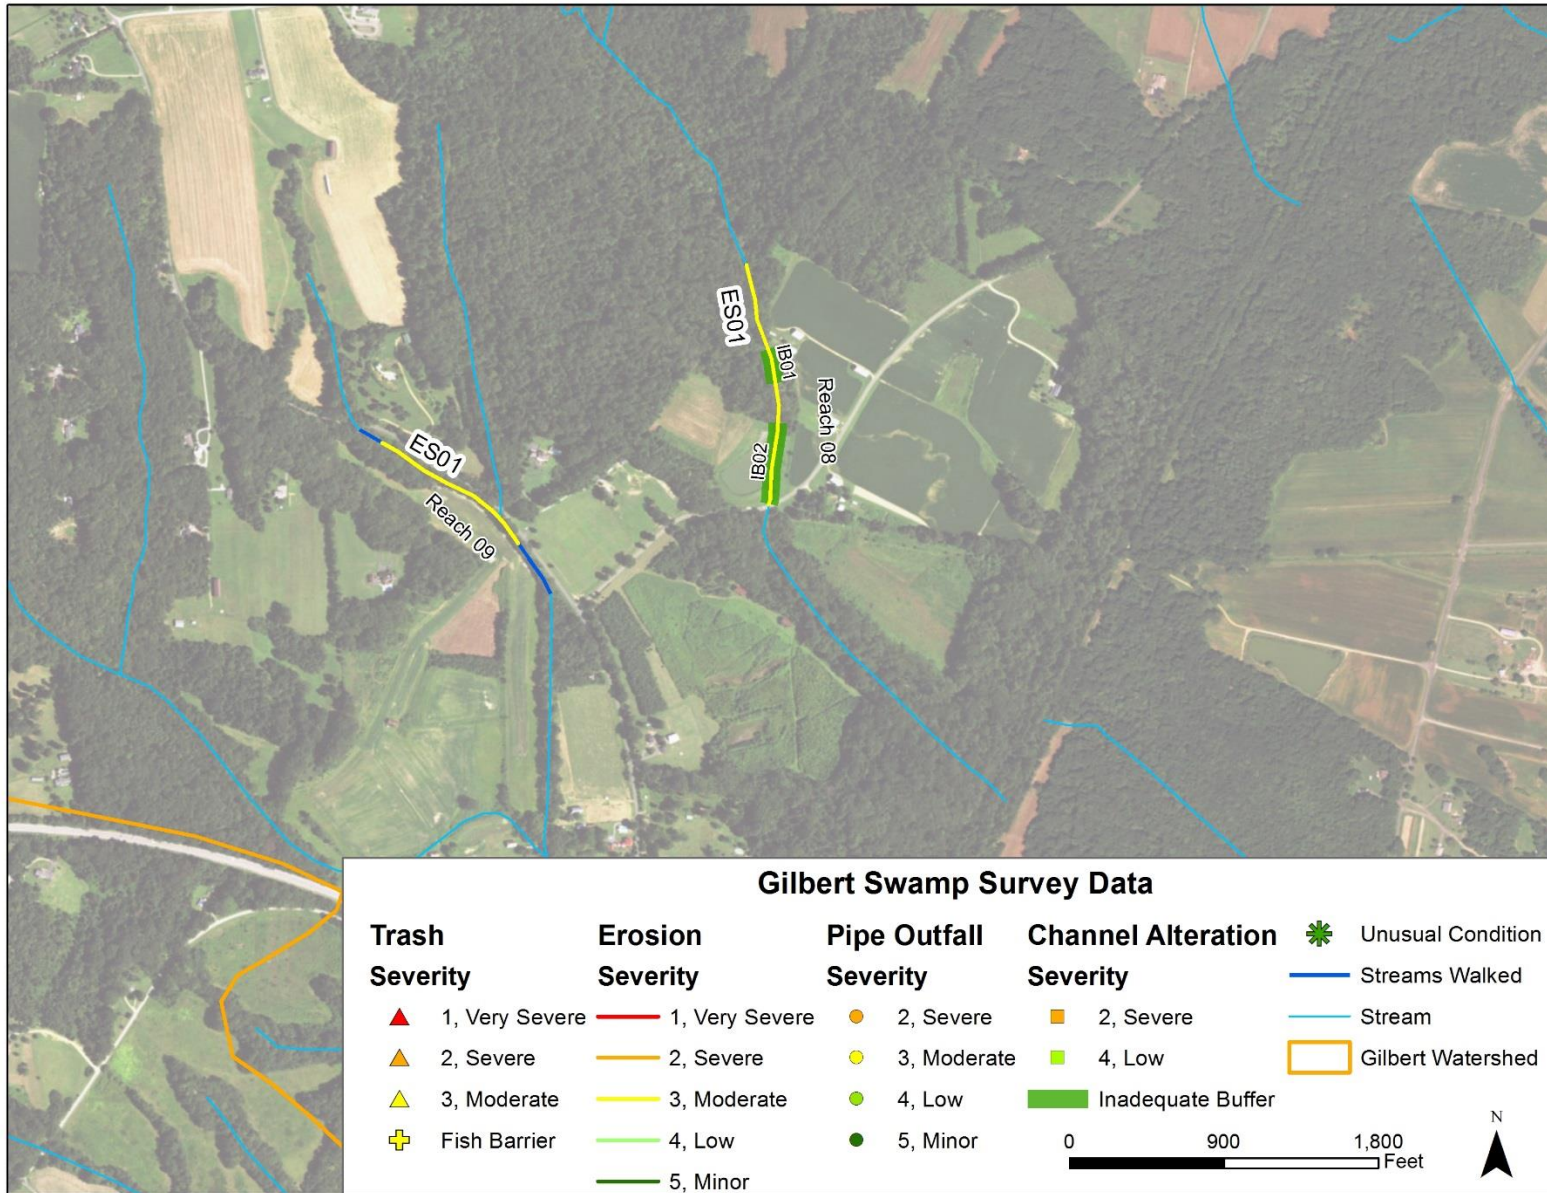 ES01
IB01
Reach 08
IB02
ES01
Reach 09
Gilbert Swamp Survey Data
Trash
Severity
1, Very Severe
2, Severe
3, Moderate
Fish Barrier
Erosion
Severity
1, Very Severe
2, Severe
3, Moderate
4, Low
5, Minor
Pipe Outfall
Severity
2, Severe
3, Moderate
4, Low
5, Minor
Channel Alteration
Severity
2, Severe
4, Low
Inadequate Buffer
Unusual Condition
Streams Walked
Stream
Gilbert Watershed
0 900 1,800
Feet
N